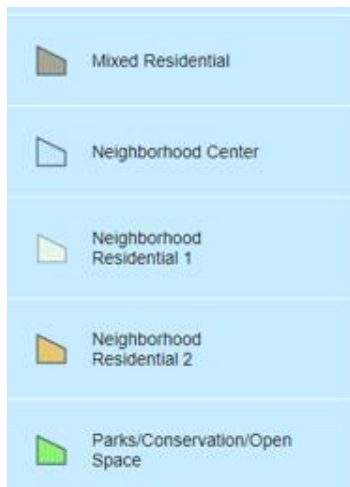 Mixed Residential
Neighborhood Center
Neighborhood
Residential 1
Neighborhood
Residential 2
Parks/Conservation/Open
Space